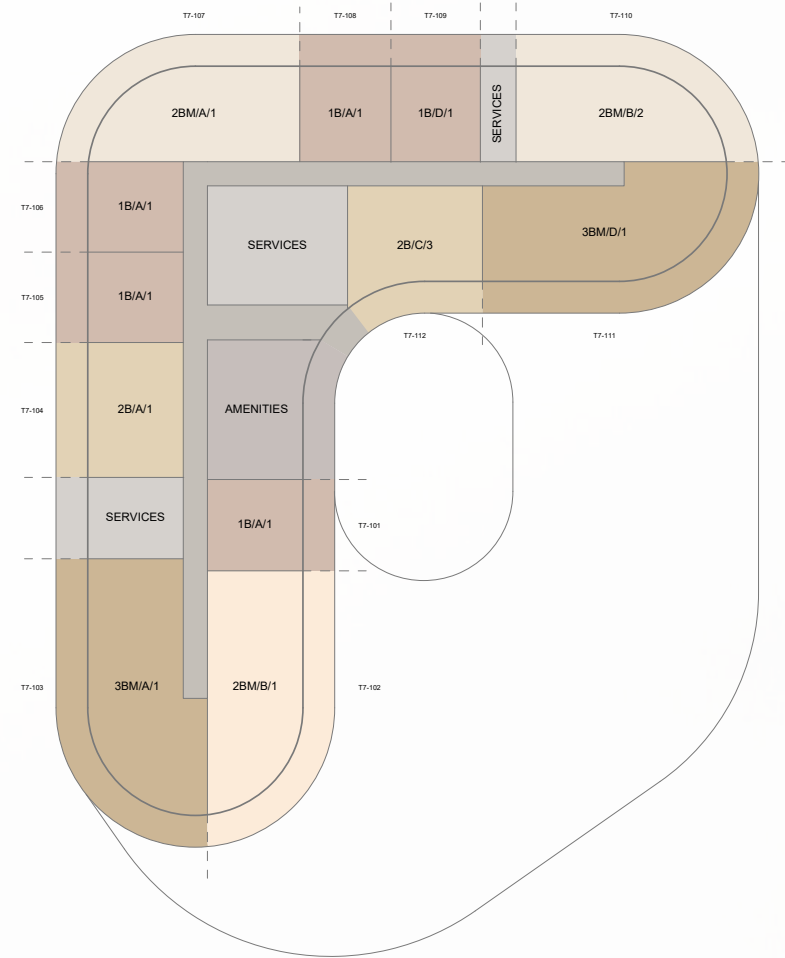 T7-107
T7-108
T7-109
T7-110
2BM/A/1
1B/A/1
1B/D/1
SERVICES
2BM/B/2
T7-106
1B/A/1
SERVICES
2B/C/3
3BM/D/1
T7-105
1B/A/1
T7-112
T7-111
T7-104
2B/A/1
AMENITIES
SERVICES
1B/A/1
T7-101
T7-103
3BM/A/1
2BM/B/1
T7-102